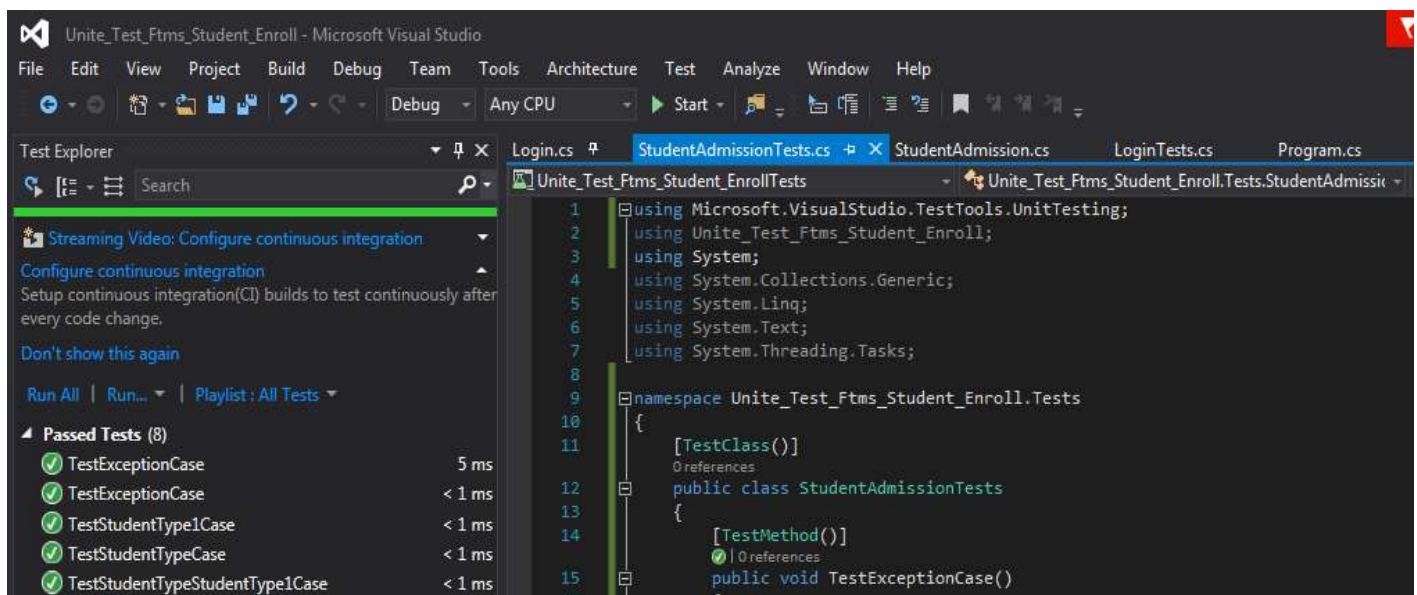 Unite_Test_Ftms_Student_Enroll - Microsoft Visual Studio
File Edit View Project Build Debug Team Tools Architecture Test Analyze Window Help
Debug Any CPU Start
Test Explorer
Search
Streaming Video: Configure continuous integration
Configure continuous integration
Setup continuous integration(CI) builds to test continuously after
every code change.
Don't show this again
Run All | Run... | Playlist : All Tests
Passed Tests (8)
TestExceptionCase 5 ms
TestExceptionCase < 1 ms
TestStudentType1Case < 1 ms
TestStudentTypeCase < 1 ms
TestStudentTypeStudentType1Case < 1 ms
Login.cs StudentAdmissionTests.cs StudentAdmission.cs LoginTests.cs Program.cs
Unite_Test_Ftms_Student_EnrollTests Unite_Test_Ftms_Student_Enroll.Tests.StudentAdmissic
1 using Microsoft.VisualStudio.TestTools.UnitTesting;
2 using Unite_Test_Ftms_Student_Enroll;
3 using System;
4 using System.Collections.Generic;
5 using System.Linq;
6 using System.Text;
7 using System.Threading.Tasks;
8
9 namespace Unite_Test_Ftms_Student_Enroll.Tests
10 {
11 [TestClass()]
0 references
12 public class StudentAdmissionTests
13 {
14 [TestMethod()]
| 0 references
15 public void TestExceptionCase()